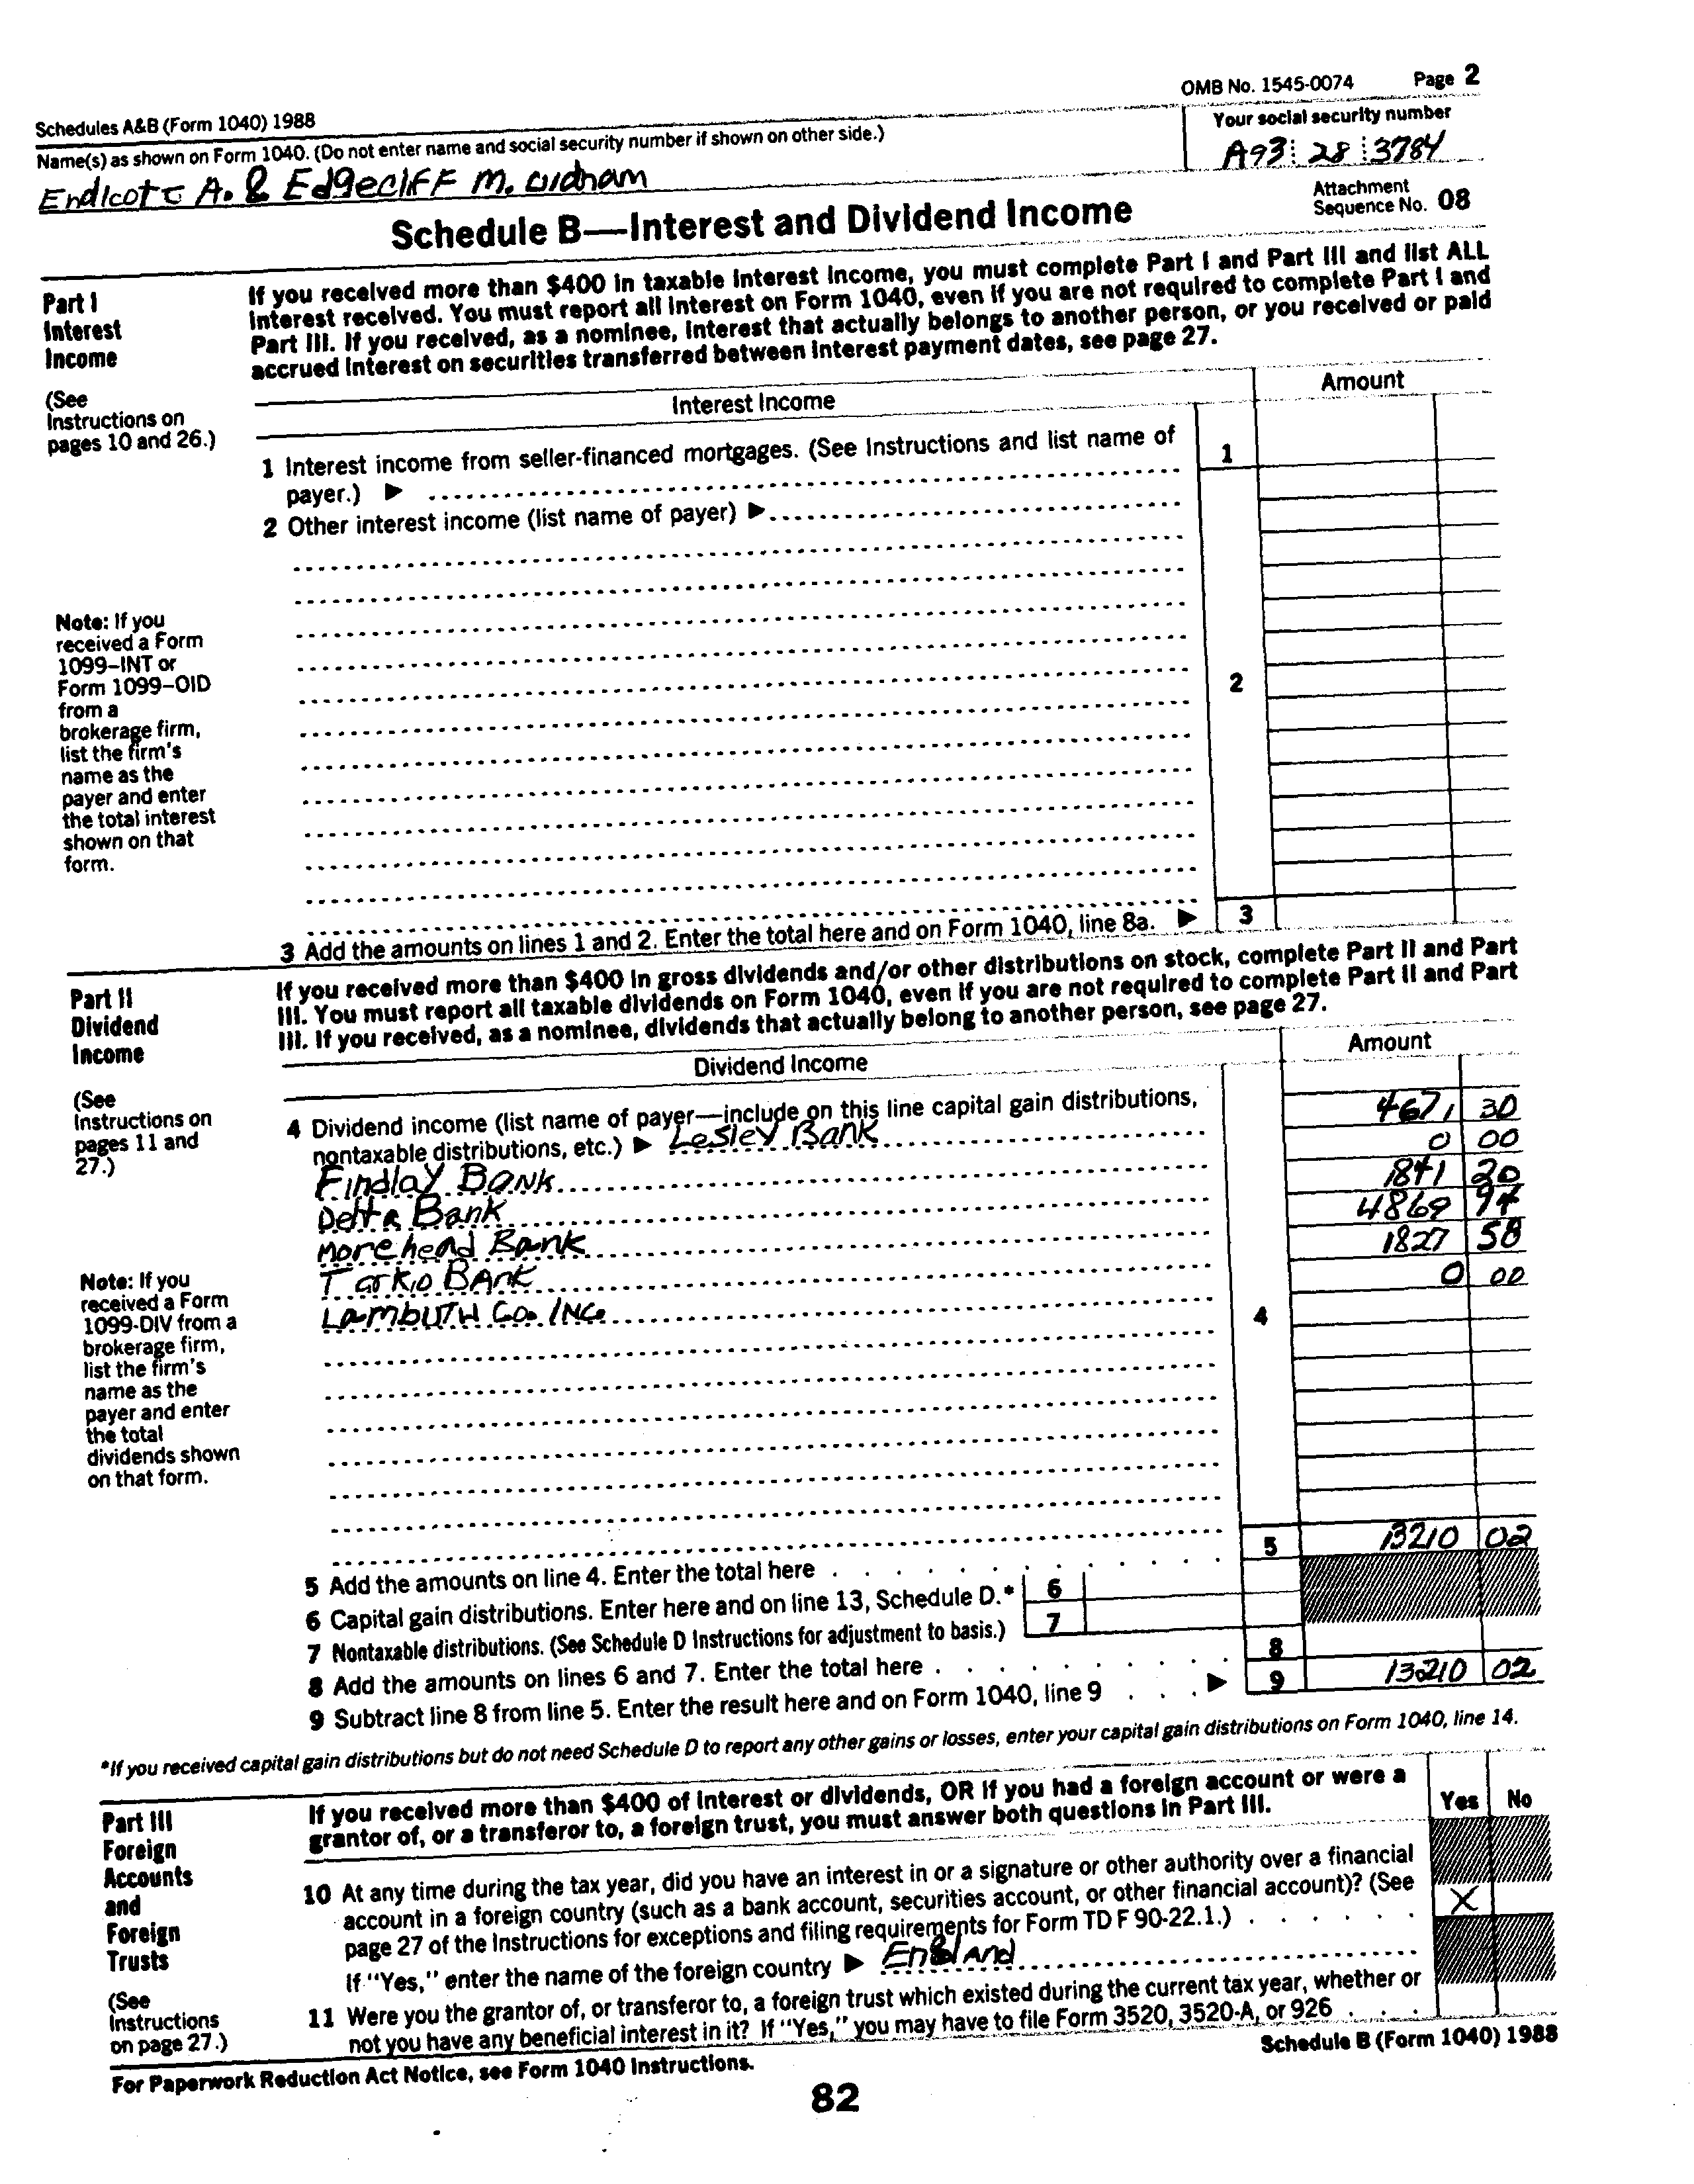 OMB No. 1545-0074 Page 2
Schedules A&B (Form 1040) 1988
Name(s) as shown on Form 1040. (Do not enter name and social security number if shown on other side.)
Your social security number
A93 28 3784
Endicott A. & Edgecliff M. Oldham
Attachment
Sequence No. 08
Schedule B—Interest and Dividend Income
Part I
Interest
Income
If you received more than $400 in taxable interest income, you must complete Part I and Part III and list ALL
interest received. You must report all interest on Form 1040, even if you are not required to complete Part I and
Part III. If you received, as a nominee, interest that actually belongs to another person, or you received or paid
accrued interest on securities transferred between interest payment dates, see page 27.
(See
Instructions on
pages 10 and 26.)
Interest Income Amount
1 Interest income from seller-financed mortgages. (See Instructions and list name of
payer.) ▶ 1
2 Other interest income (list name of payer) ▶
Note: If you
received a Form
1099–INT or
Form 1099–OID
from a
brokerage firm,
list the firm's
name as the
payer and enter
the total interest
shown on that
form.
2
3 Add the amounts on lines 1 and 2. Enter the total here and on Form 1040, line 8a. ▶ 3
Part II
Dividend
Income
If you received more than $400 in gross dividends and/or other distributions on stock, complete Part II and Part
III. You must report all taxable dividends on Form 1040, even if you are not required to complete Part II and Part
III. If you received, as a nominee, dividends that actually belong to another person, see page 27.
(See
Instructions on
pages 11 and
27.)
Dividend Income Amount
4 Dividend income (list name of payer—include on this line capital gain distributions,
nontaxable distributions, etc.) ▶ Lesley Bank 4671 30
Findlay Bank 0 00
Delta Bank 1841 20
Morehead Bank 4869 94
Tarkio Bank 1827 58
Lambuth Co. Inc. 0 00
Note: If you
received a Form
1099-DIV from a
brokerage firm,
list the firm's
name as the
payer and enter
the total
dividends shown
on that form.
4
5 Add the amounts on line 4. Enter the total here 5 13210 02
6 Capital gain distributions. Enter here and on line 13, Schedule D.* 6
7 Nontaxable distributions. (See Schedule D Instructions for adjustment to basis.) 7
8 Add the amounts on lines 6 and 7. Enter the total here 8
9 Subtract line 8 from line 5. Enter the result here and on Form 1040, line 9 ▶ 9 13210 02
*If you received capital gain distributions but do not need Schedule D to report any other gains or losses, enter your capital gain distributions on Form 1040, line 14.
Part III
Foreign
Accounts
and
Foreign
Trusts
(See
Instructions
on page 27.)
If you received more than $400 of interest or dividends, OR if you had a foreign account or were a
grantor of, or a transferor to, a foreign trust, you must answer both questions in Part III.
Yes No
10 At any time during the tax year, did you have an interest in or a signature or other authority over a financial
account in a foreign country (such as a bank account, securities account, or other financial account)? (See
page 27 of the Instructions for exceptions and filing requirements for Form TD F 90-22.1.) X
If "Yes," enter the name of the foreign country ▶ England
11 Were you the grantor of, or transferor to, a foreign trust which existed during the current tax year, whether or
not you have any beneficial interest in it? If "Yes," you may have to file Form 3520, 3520-A, or 926
For Paperwork Reduction Act Notice, see Form 1040 Instructions.
Schedule B (Form 1040) 1988
82